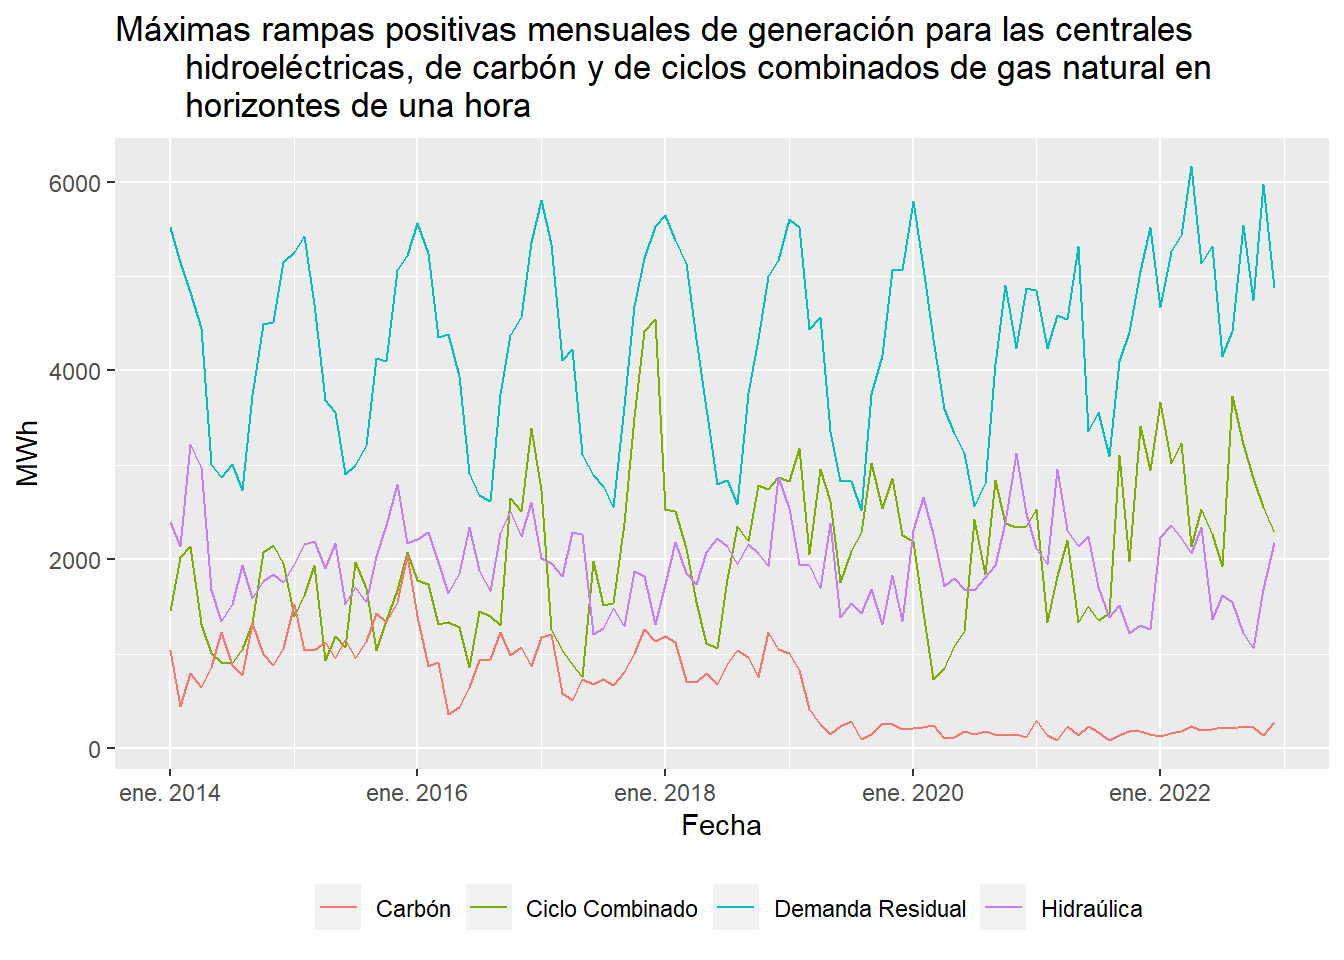 Máximas rampas positivas mensuales de generación para las centrales
hidroeléctricas, de carbón y de ciclos combinados de gas natural en
horizontes de una hora
MWh
6000
4000
2000
0
ene. 2014 ene. 2016 ene. 2018 ene. 2020 ene. 2022
Fecha
Carbón Ciclo Combinado Demanda Residual Hidraúlica